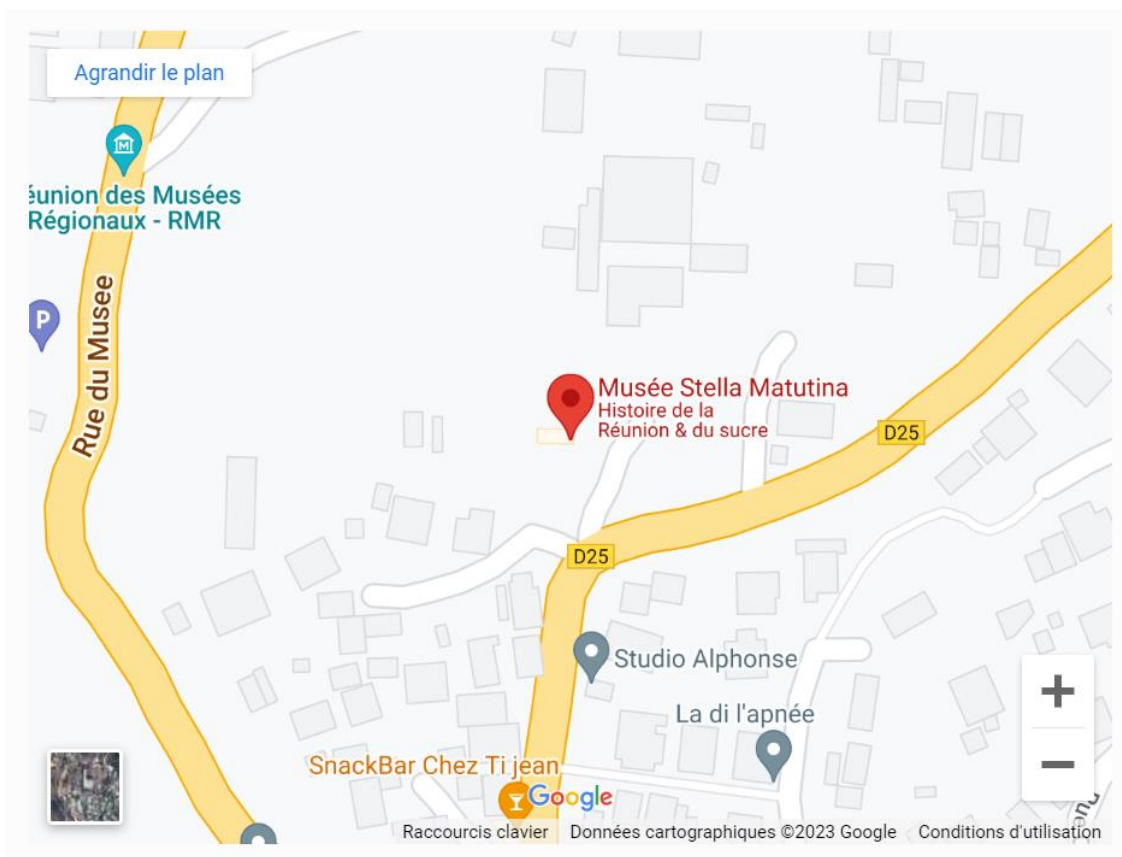 Agrandir le plan
éunion des Musées
Régionaux - RMR
Rue du Musee
P
Musée Stella Matutina
Histoire de la
Réunion & du sucre
D25
D25
Studio Alphonse
La di l'apnée
SnackBar Chez Ti jean
Google
Raccourcis clavier
Données cartographiques ©2023 Google
Conditions d'utilisation